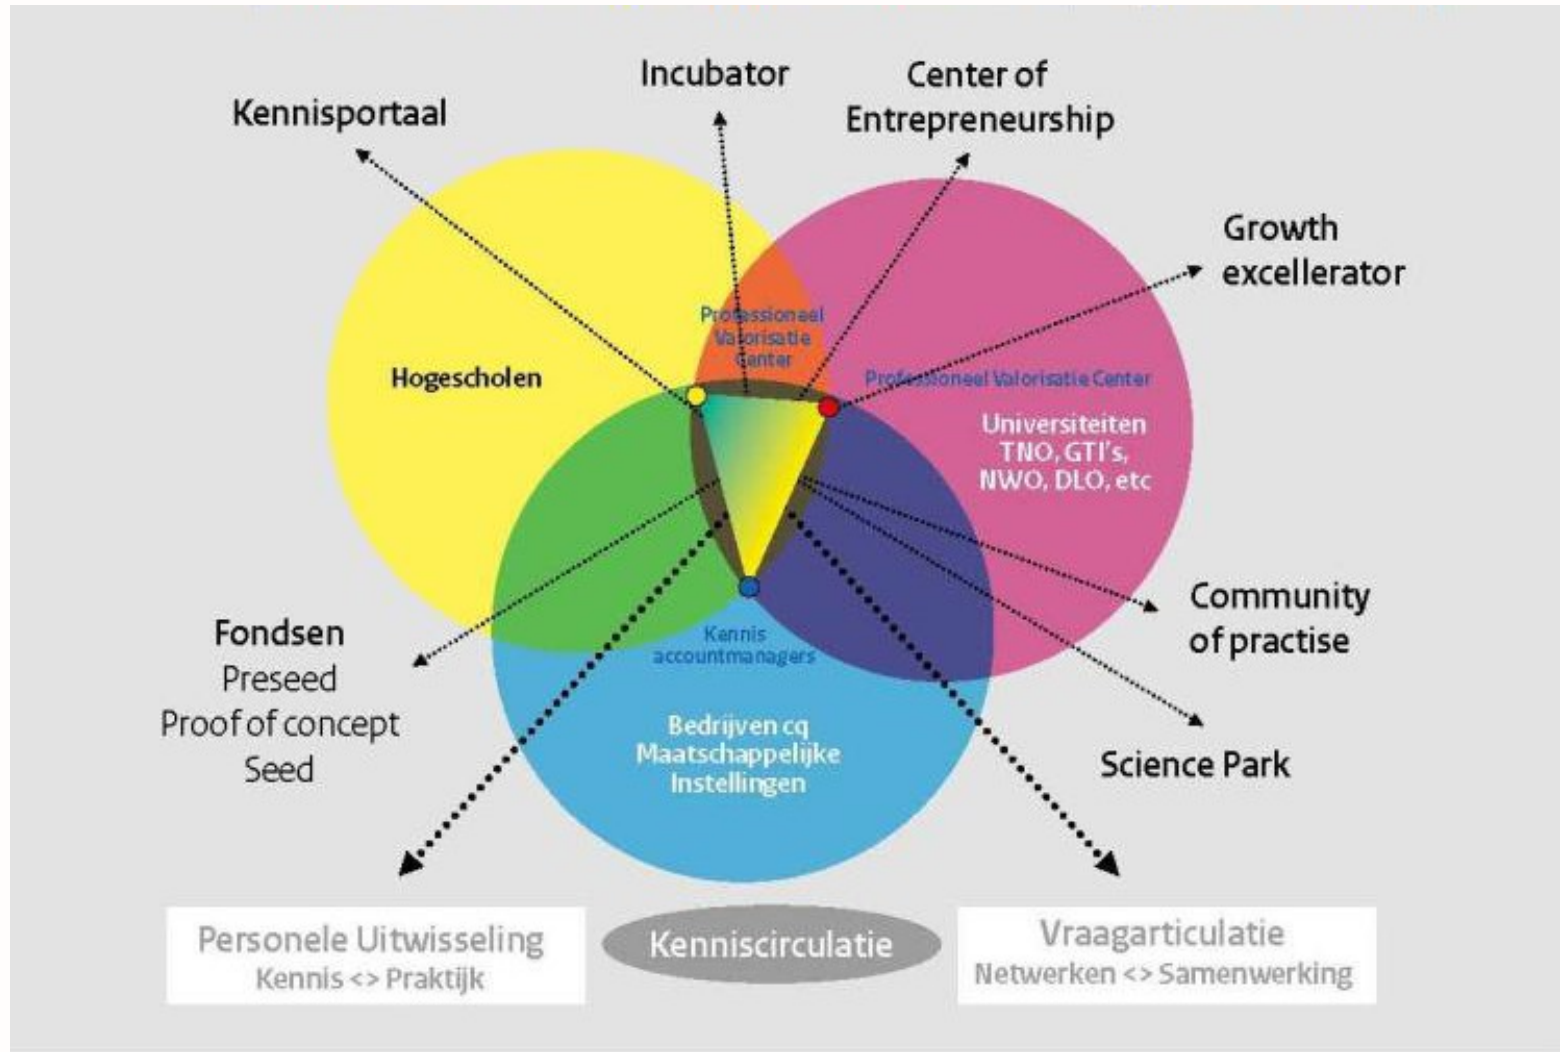 Kennisportaal
Incubator
Center of
Entrepreneurship
Growth
excellerator
Professioneel
Valorisatie
Center
Hogescholen
Professioneel Valorisatie Center
Universiteiten
TNO, GTI's,
NWO, DLO, etc
Community
of practise
Fondsen
Preseed
Proof of concept
Seed
Kennis
accountmanagers
Bedrijven cq
Maatschappelijke
Instellingen
Science Park
Personele Uitwisseling
Kennis <> Praktijk
Kenniscirculatie
Vraagarticulatie
Netwerken <> Samenwerking